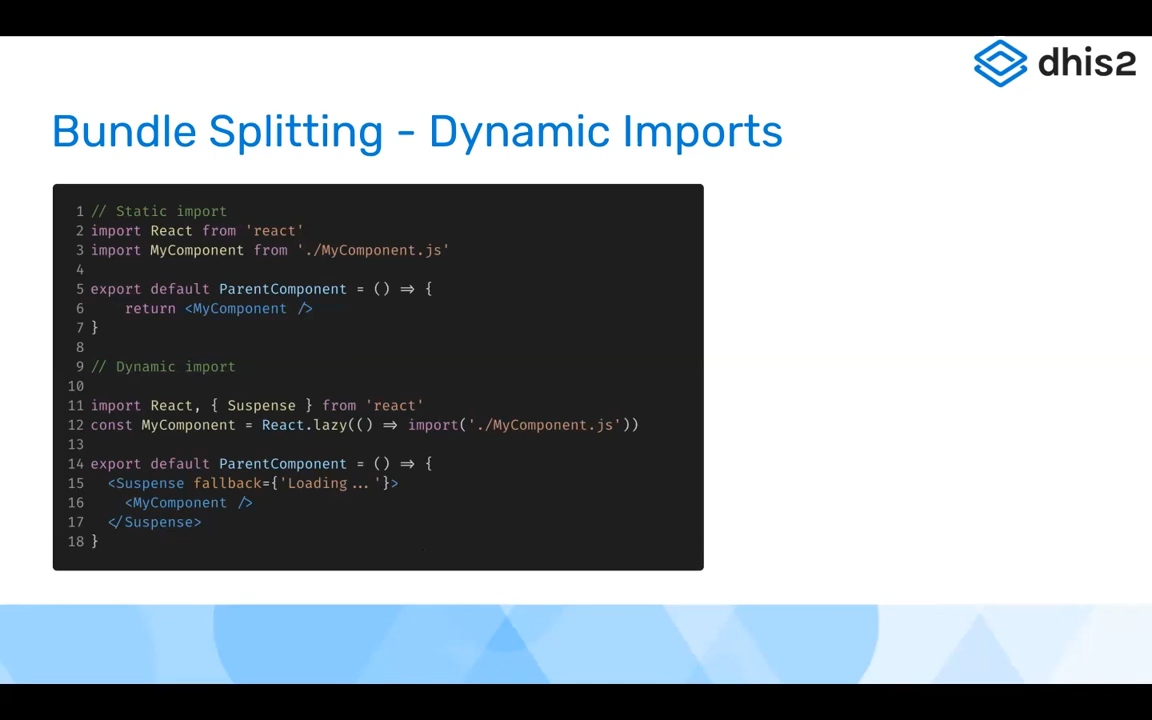 dhis2
Bundle Splitting - Dynamic Imports
1 // Static import
2 import React from 'react'
3 import MyComponent from './MyComponent.js'
4
5 export default ParentComponent = () => {
6     return <MyComponent />
7 }
8
9 // Dynamic import
10
11 import React, { Suspense } from 'react'
12 const MyComponent = React.lazy(() => import('./MyComponent.js'))
13
14 export default ParentComponent = () => {
15   <Suspense fallback={'Loading...'}>
16     <MyComponent />
17   </Suspense>
18 }